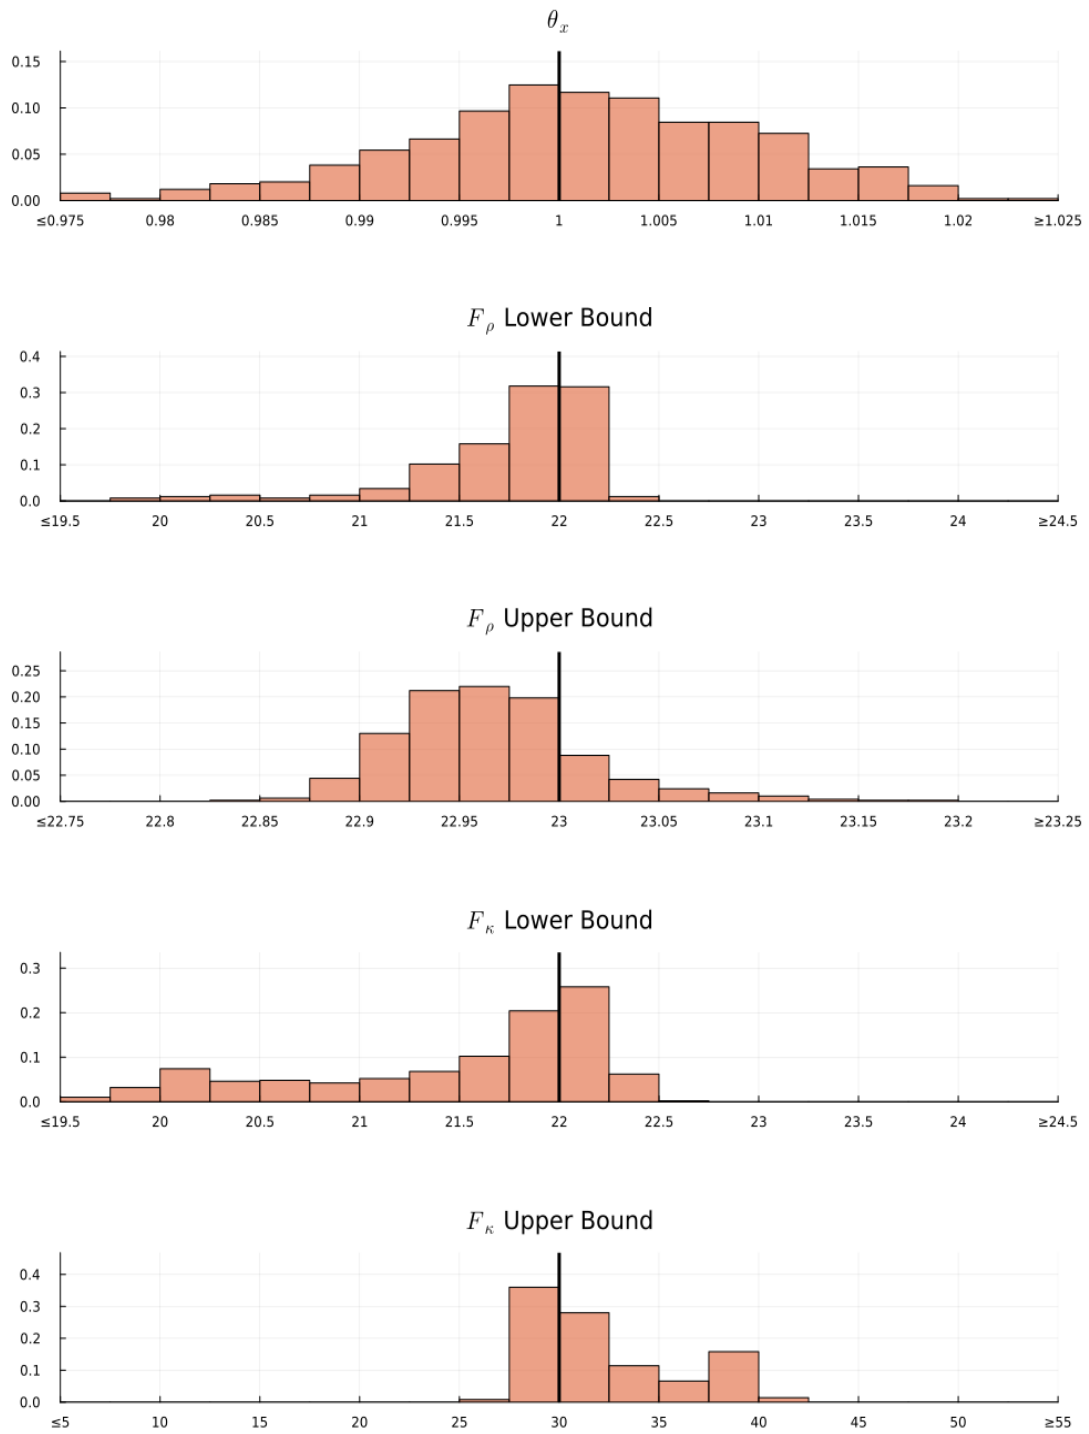 θ_x
0.15
0.10
0.05
0.00
≤0.975 0.98 0.985 0.99 0.995 1 1.005 1.01 1.015 1.02 ≥1.025
F_ρ Lower Bound
0.4
0.3
0.2
0.1
0.0
≤19.5 20 20.5 21 21.5 22 22.5 23 23.5 24 ≥24.5
F_ρ Upper Bound
0.25
0.20
0.15
0.10
0.05
0.00
≤22.75 22.8 22.85 22.9 22.95 23 23.05 23.1 23.15 23.2 ≥23.25
F_κ Lower Bound
0.3
0.2
0.1
0.0
≤19.5 20 20.5 21 21.5 22 22.5 23 23.5 24 ≥24.5
F_κ Upper Bound
0.4
0.3
0.2
0.1
0.0
≤5 10 15 20 25 30 35 40 45 50 ≥55